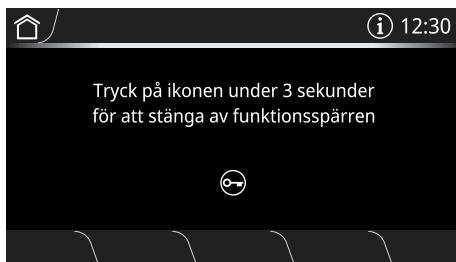 12:30
Tryck på ikonen under 3 sekunder
för att stänga av funktionsspärren